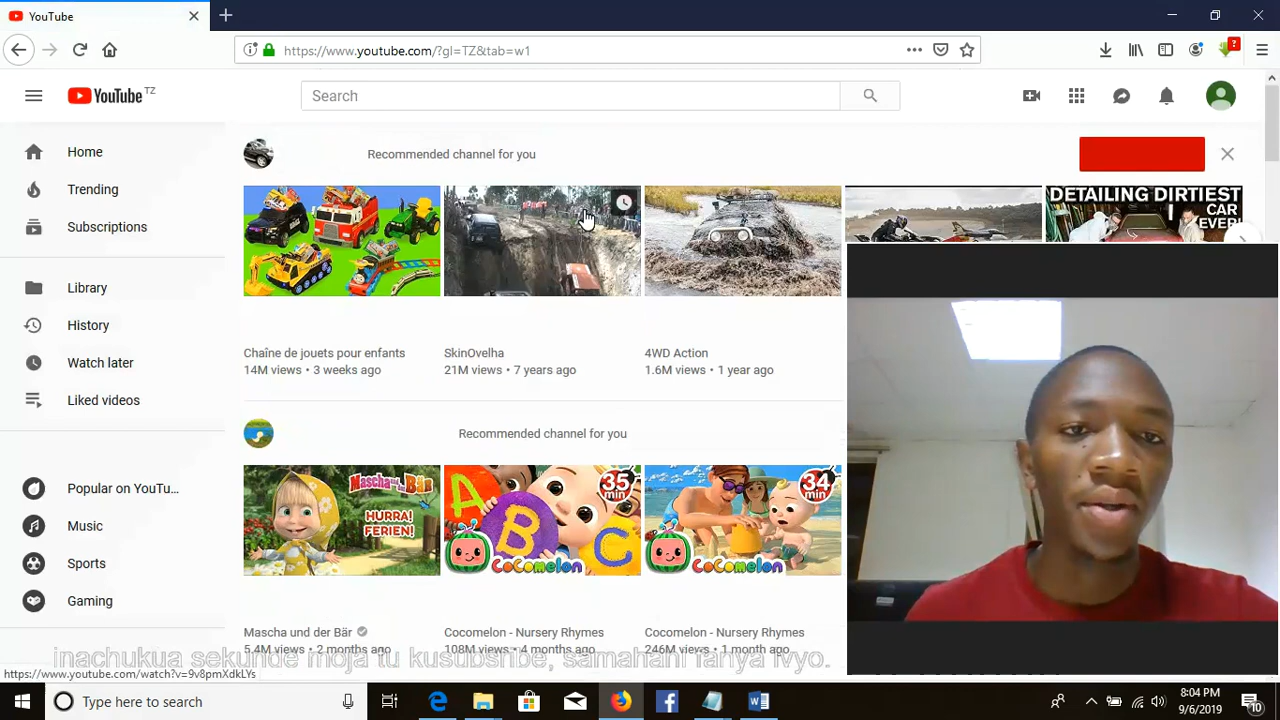 YouTube
https://www.youtube.com/?gl=TZ&tab=w1
?
YouTube TZ
Search
Home
Trending
Subscriptions
Library
History
Watch later
Liked videos
Popular on YouTu...
Music
Sports
Gaming
Recommended channel for you
DETAILING DIRTIEST
CAR
EVER!
Chaîne de jouets pour enfants
14M views • 3 weeks ago
SkinOvelha
21M views • 7 years ago
4WD Action
1.6M views • 1 year ago
Recommended channel for you
Mascha und der Bär
HURRA!
FERIEN!
A B C
35 min
CoCoMelon
34 min
CoCoMelon
Mascha und der Bär
5.4M views • 2 months ago
Cocomelon - Nursery Rhymes
108M views • 4 months ago
Cocomelon - Nursery Rhymes
246M views • 1 month ago
inachukua sekunde moja tu kusubsribe, samahani fanya ivyo.
https://www.youtube.com/watch?v=9v8pmXdkLYs
Type here to search
8:04 PM
9/6/2019
10